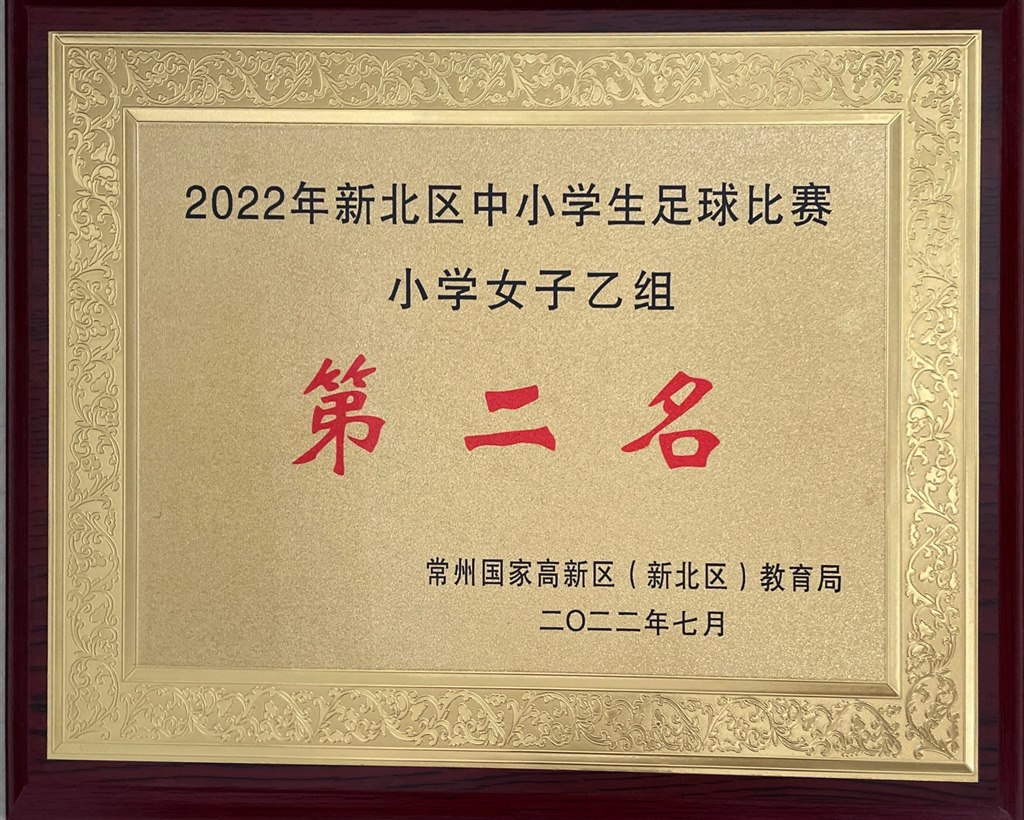 2022年新北区中小学生足球比赛
小学女子乙组
第二名
常州国家高新区（新北区）教育局
二〇二二年七月